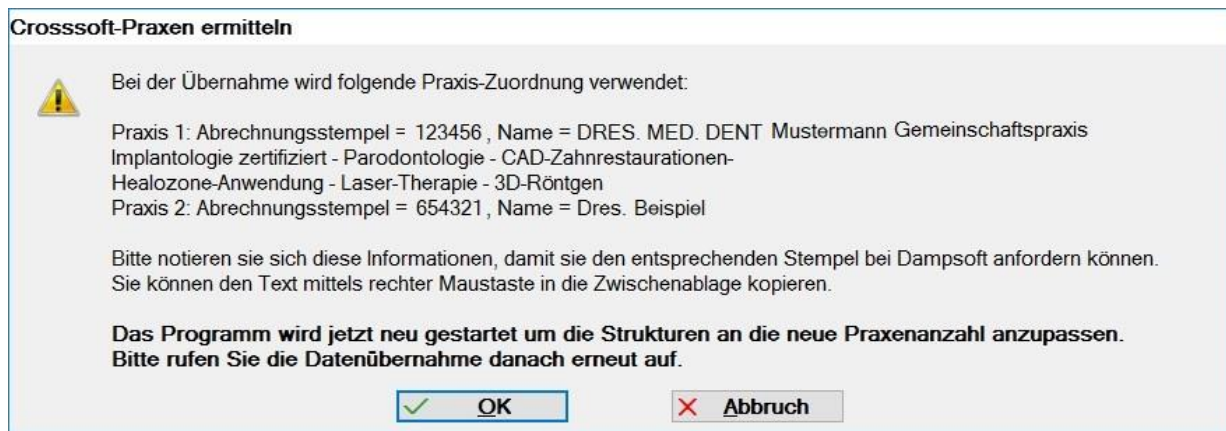 Crosssoft-Praxen ermitteln
Bei der Übernahme wird folgende Praxis-Zuordnung verwendet:
Praxis 1: Abrechnungsstempel = 123456 , Name = DRES. MED. DENT Mustermann Gemeinschaftspraxis
Implantologie zertifiziert - Parodontologie - CAD-Zahnrestaurationen-
Healozone-Anwendung - Laser-Therapie - 3D-Röntgen
Praxis 2: Abrechnungsstempel = 654321 , Name = Dres. Beispiel
Bitte notieren sie sich diese Informationen, damit sie den entsprechenden Stempel bei Dampsoft anfordern können.
Sie können den Text mittels rechter Maustaste in die Zwischenablage kopieren.
Das Programm wird jetzt neu gestartet um die Strukturen an die neue Praxenanzahl anzupassen.
Bitte rufen Sie die Datenübernahme danach erneut auf.
OK
Abbruch